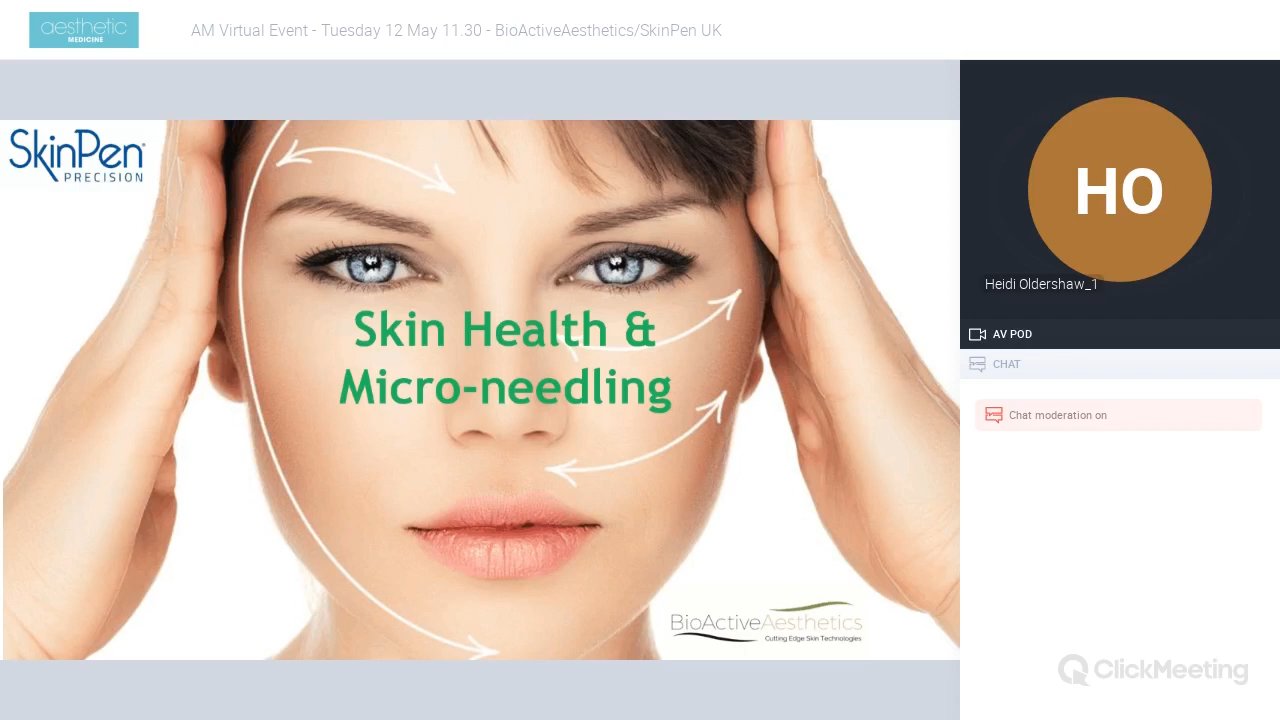 aesthetic
MEDICINE
AM Virtual Event - Tuesday 12 May 11.30 - BioActiveAesthetics/SkinPen UK
SkinPen®
PRECISION
Skin Health &
Micro-needling
BioActiveAesthetics
Cutting Edge Skin Technologies
HO
Heidi Oldershaw_1
AV POD
CHAT
Chat moderation on
ClickMeeting